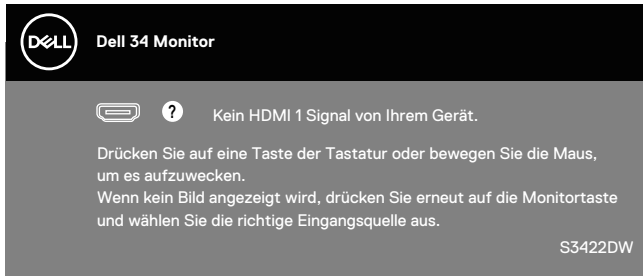 DELL
Dell 34 Monitor
? Kein HDMI 1 Signal von Ihrem Gerät.
Drücken Sie auf eine Taste der Tastatur oder bewegen Sie die Maus,
um es aufzuwecken.
Wenn kein Bild angezeigt wird, drücken Sie erneut auf die Monitortaste
und wählen Sie die richtige Eingangsquelle aus.
S3422DW